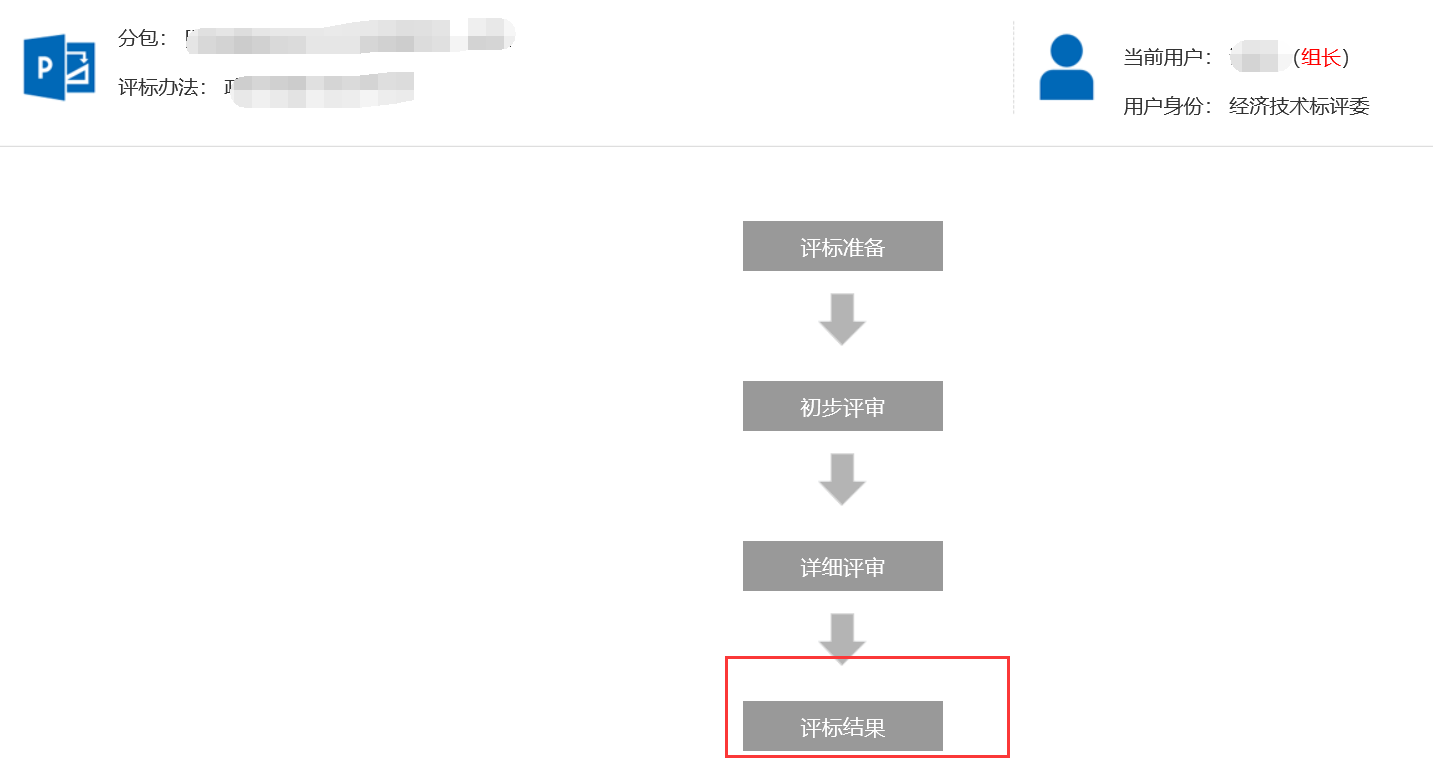 分包：
评标办法：
当前用户： (组长)
用户身份： 经济技术标评委
评标准备
初步评审
详细评审
评标结果